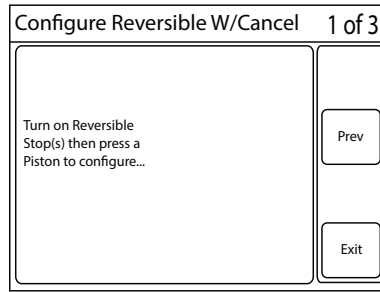 Configure Reversible W/Cancel 1 of 3
Turn on Reversible
Stop(s) then press a
Piston to configure...
Prev
Exit